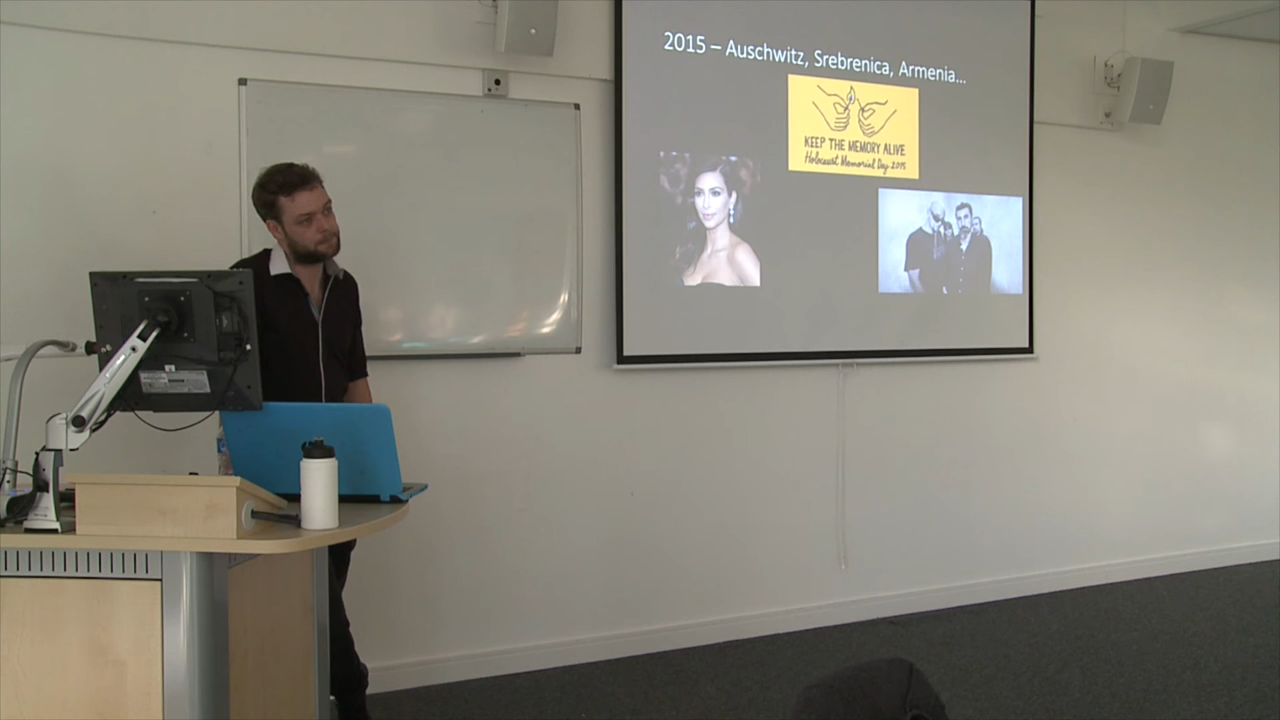 2015 – Auschwitz, Srebrenica, Armenia...
KEEP THE MEMORY ALIVE
Holocaust Memorial Day 2015